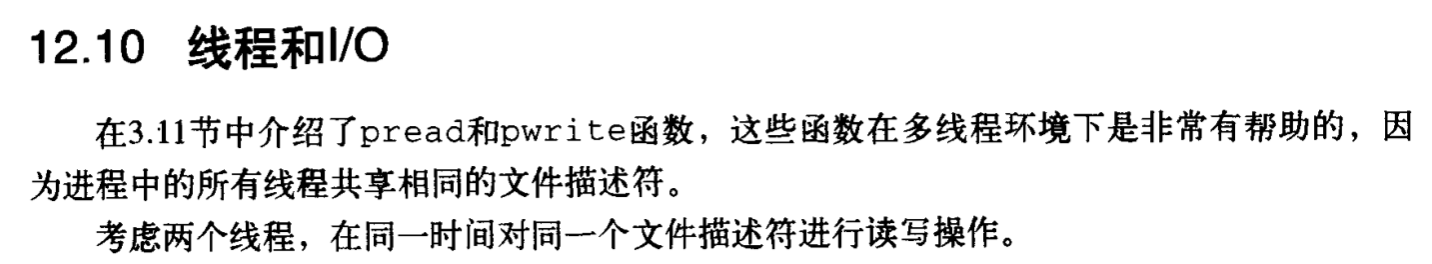 12.10 线程和I/O
在3.11节中介绍了pread和pwrite函数，这些函数在多线程环境下是非常有帮助的，因
为进程中的所有线程共享相同的文件描述符。
考虑两个线程，在同一时间对同一个文件描述符进行读写操作。